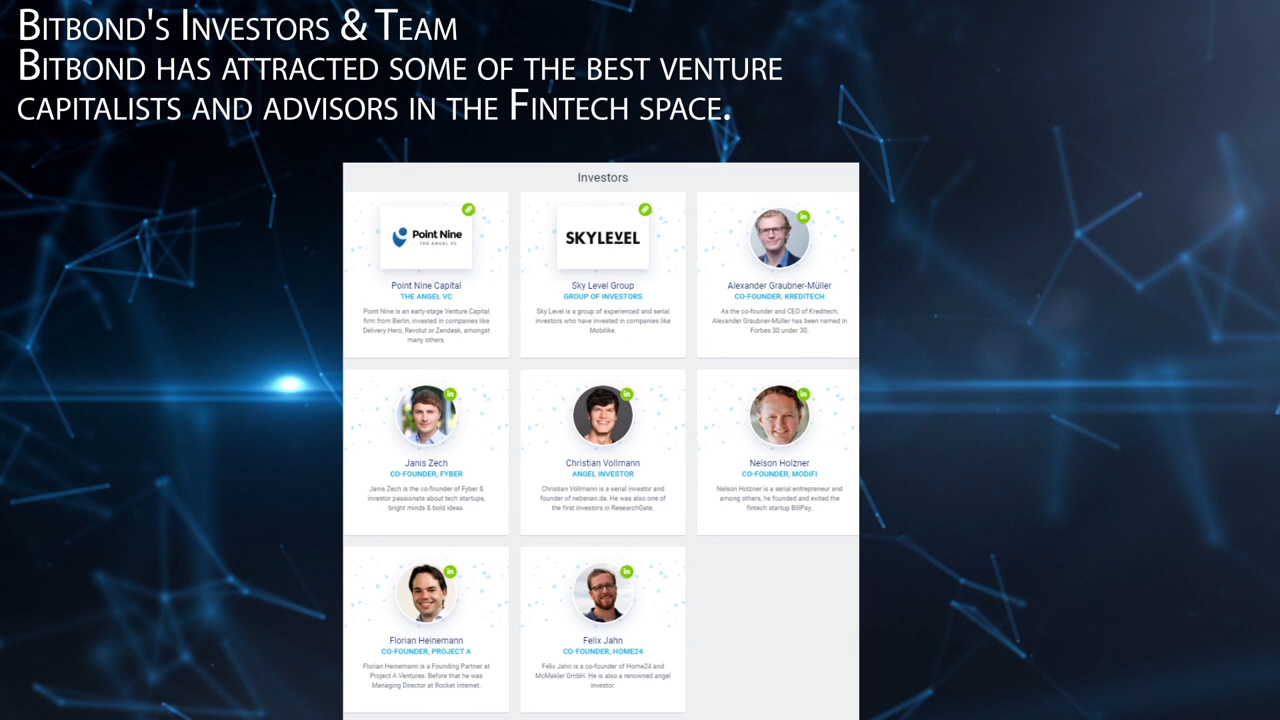 Bitbond's Investors & Team
Bitbond has attracted some of the best venture
capitalists and advisors in the Fintech space.
Investors
Point Nine
THE ANGEL VC
Point Nine Capital
THE ANGEL VC
Point Nine is an early-stage Venture Capital
firm from Berlin, invested in companies like
Delivery Hero, Revolut or Zendesk, amongst
many others.
SKYLEVEL
Sky Level Group
GROUP OF INVESTORS
Sky Level is a group of experienced and serial
investors who have invested in companies like
Mobilike.
in
Alexander Graubner-Müller
CO-FOUNDER, KREDITECH
As the co-founder and CEO of Kreditech,
Alexander Graubner-Müller has been named in
Forbes 30 under 30.
in
Janis Zech
CO-FOUNDER, FYBER
Janis Zech is the co-founder of Fyber &
investor passionate about tech startups,
bright minds & bold ideas.
in
Christian Vollmann
ANGEL INVESTOR
Christian Vollmann is a serial investor and
founder of nebenan.de. He was also one of
the first investors in ResearchGate.
in
Nelson Holzner
CO-FOUNDER, MODIFI
Nelson Holzner is a serial entrepreneur and
among others, he founded and exited the
fintech startup BillPay.
in
Florian Heinemann
CO-FOUNDER, PROJECT A
Florian Heinemann is a Founding Partner at
Project A Ventures. Before that he was
Managing Director at Rocket Internet.
in
Felix Jahn
CO-FOUNDER, HOME24
Felix Jahn is a co-founder of Home24 and
McMakler GmbH. He is also a renowned angel
investor.